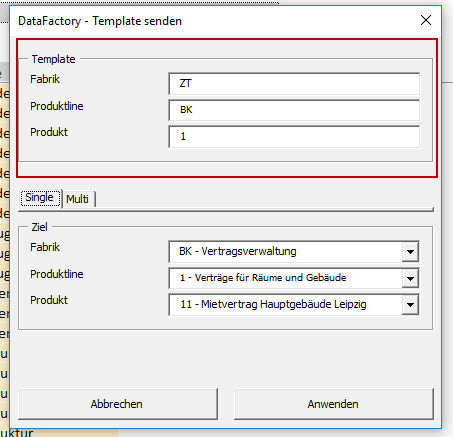 DataFactory - Template senden
Template
Fabrik
ZT
Produktline
BK
Produkt
1
Single Multi
Ziel
Fabrik
BK - Vertragsverwaltung
Produktline
1 - Verträge für Räume und Gebäude
Produkt
11 - Mietvertrag Hauptgebäude Leipzig
Abbrechen Anwenden